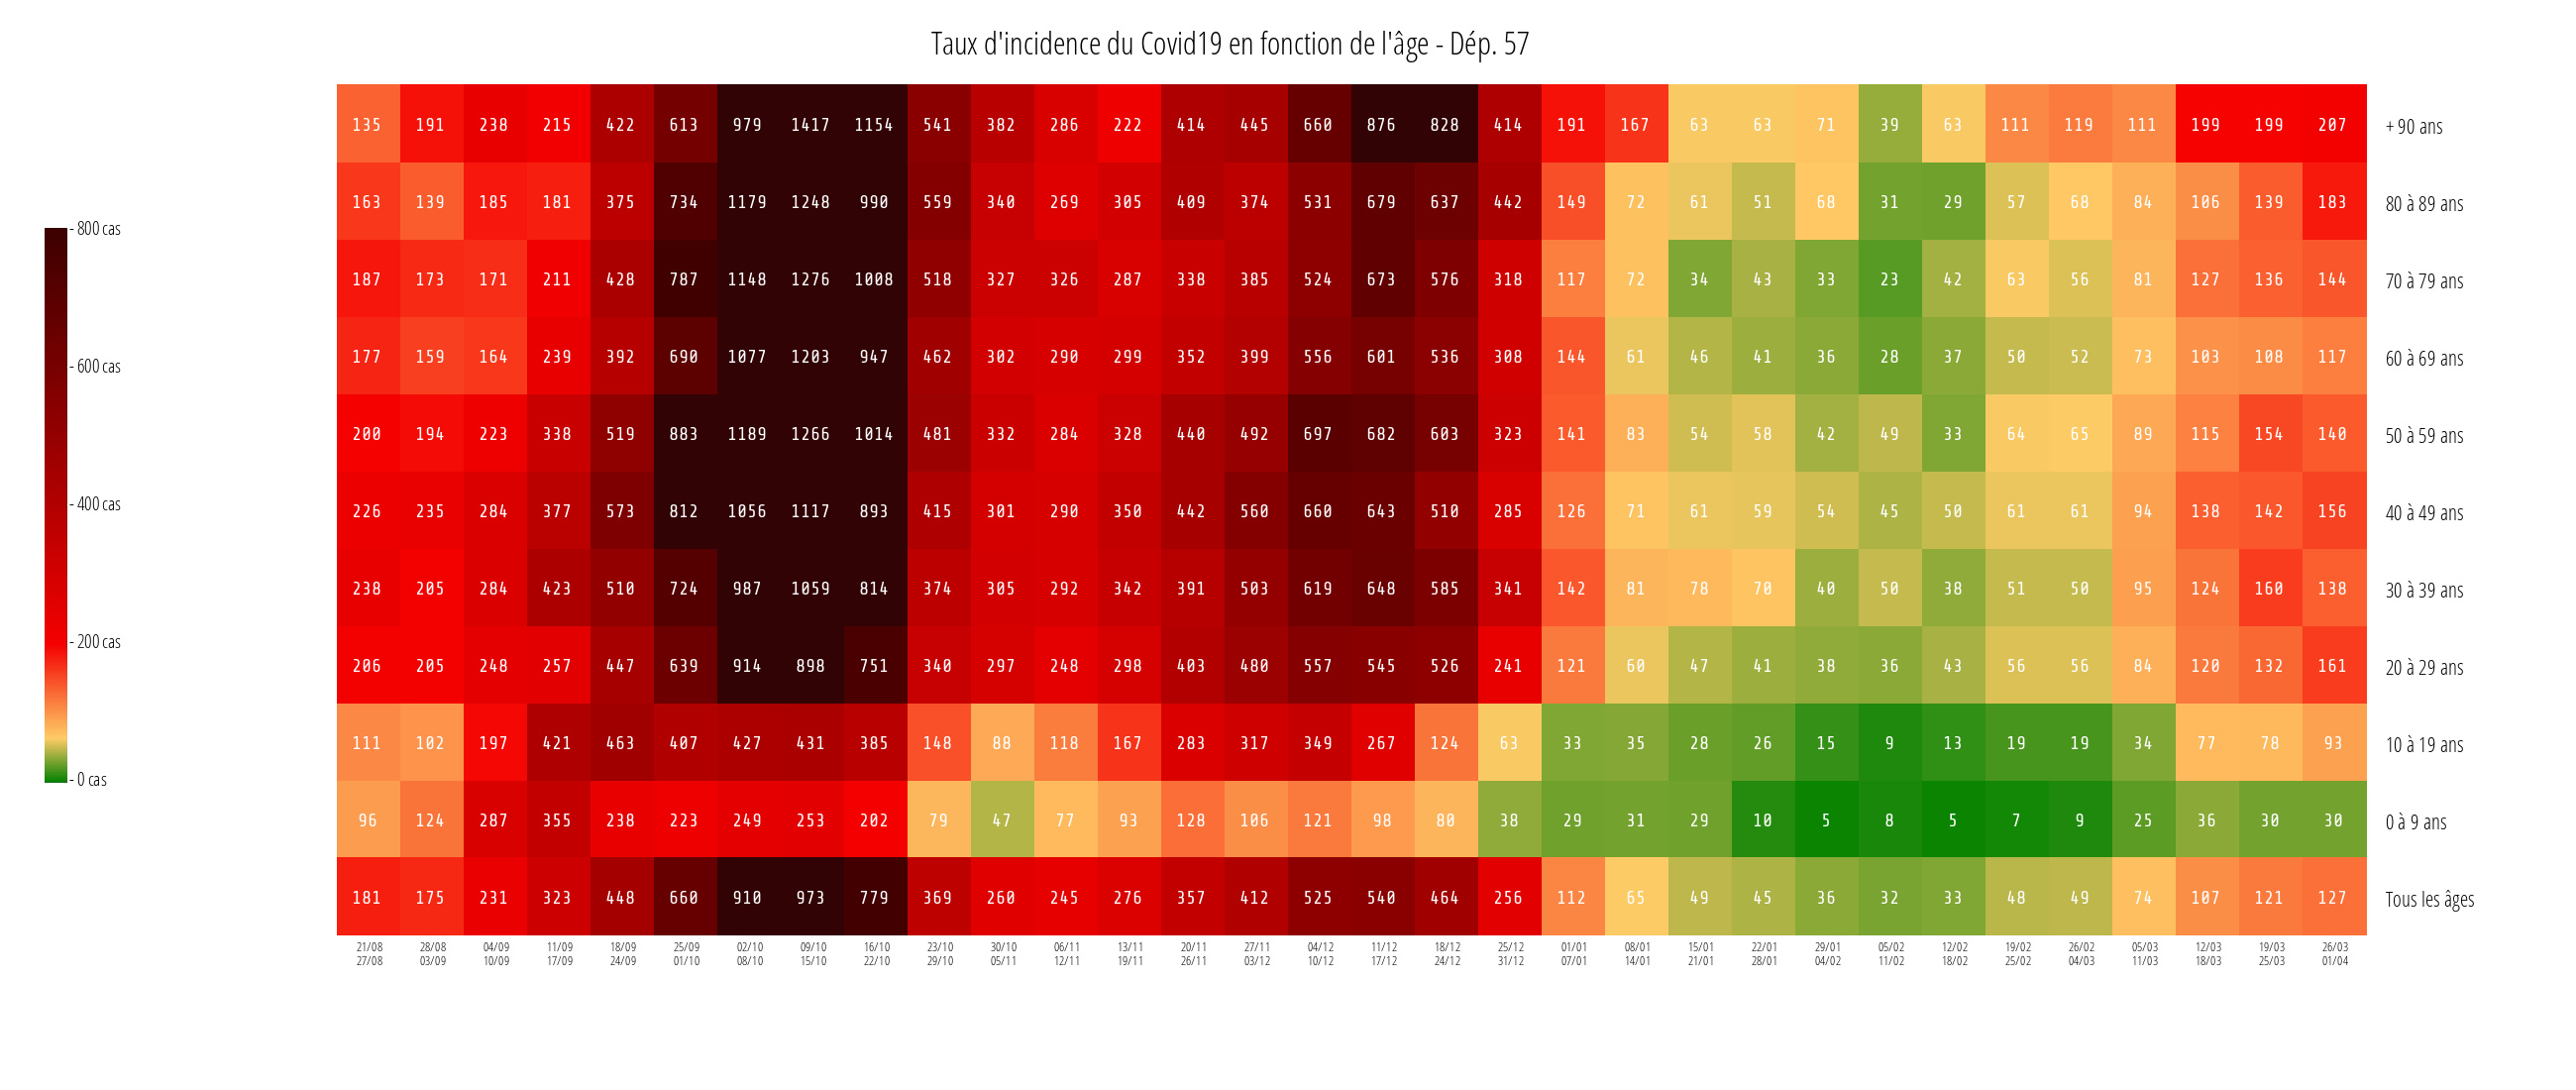 Taux d'incidence du Covid19 en fonction de l'âge - Dép. 57
- 800 cas
- 600 cas
- 400 cas
- 200 cas
- 0 cas
135 191 238 215 422 613 979 1417 1154 541 382 286 222 414 445 660 876 828 414 191 167 63 63 71 39 63 111 119 111 199 199 207 + 90 ans
163 139 185 181 375 734 1179 1248 990 559 340 269 305 409 374 531 679 637 442 149 72 61 51 68 31 29 57 68 84 106 139 183 80 à 89 ans
187 173 171 211 428 787 1148 1276 1008 518 327 326 287 338 385 524 673 576 318 117 72 34 43 33 23 42 63 56 81 127 136 144 70 à 79 ans
177 159 164 239 392 690 1077 1203 947 462 302 290 299 352 399 556 601 536 308 144 61 46 41 36 28 37 50 52 73 103 108 117 60 à 69 ans
200 194 223 338 519 883 1189 1266 1014 481 332 284 328 440 492 697 682 603 323 141 83 54 58 42 49 33 64 65 89 115 154 140 50 à 59 ans
226 235 284 377 573 812 1056 1117 893 415 301 290 350 442 560 660 643 510 285 126 71 61 59 54 45 50 61 61 94 138 142 156 40 à 49 ans
238 205 284 423 510 724 987 1059 814 374 305 292 342 391 503 619 648 585 341 142 81 78 70 40 50 38 51 50 95 124 160 138 30 à 39 ans
206 205 248 257 447 639 914 898 751 340 297 248 298 403 480 557 545 526 241 121 60 47 41 38 36 43 56 56 84 120 132 161 20 à 29 ans
111 102 197 421 463 407 427 431 385 148 88 118 167 283 317 349 267 124 63 33 35 28 26 15 9 13 19 19 34 77 78 93 10 à 19 ans
96 124 287 355 238 223 249 253 202 79 47 77 93 128 106 121 98 80 38 29 31 29 10 5 8 5 7 9 25 36 30 30 0 à 9 ans
181 175 231 323 448 660 910 973 779 369 260 245 276 357 412 525 540 464 256 112 65 49 45 36 32 33 48 49 74 107 121 127 Tous les âges
21/08 28/08 04/09 11/09 18/09 25/09 02/10 09/10 16/10 23/10 30/10 06/11 13/11 20/11 27/11 04/12 11/12 18/12 25/12 01/01 08/01 15/01 22/01 29/01 05/02 12/02 19/02 26/02 05/03 12/03 19/03 26/03
27/08 03/09 10/09 17/09 24/09 01/10 08/10 15/10 22/10 29/10 05/11 12/11 19/11 26/11 03/12 10/12 17/12 24/12 31/12 07/01 14/01 21/01 28/01 04/02 11/02 18/02 25/02 04/03 11/03 18/03 25/03 01/04